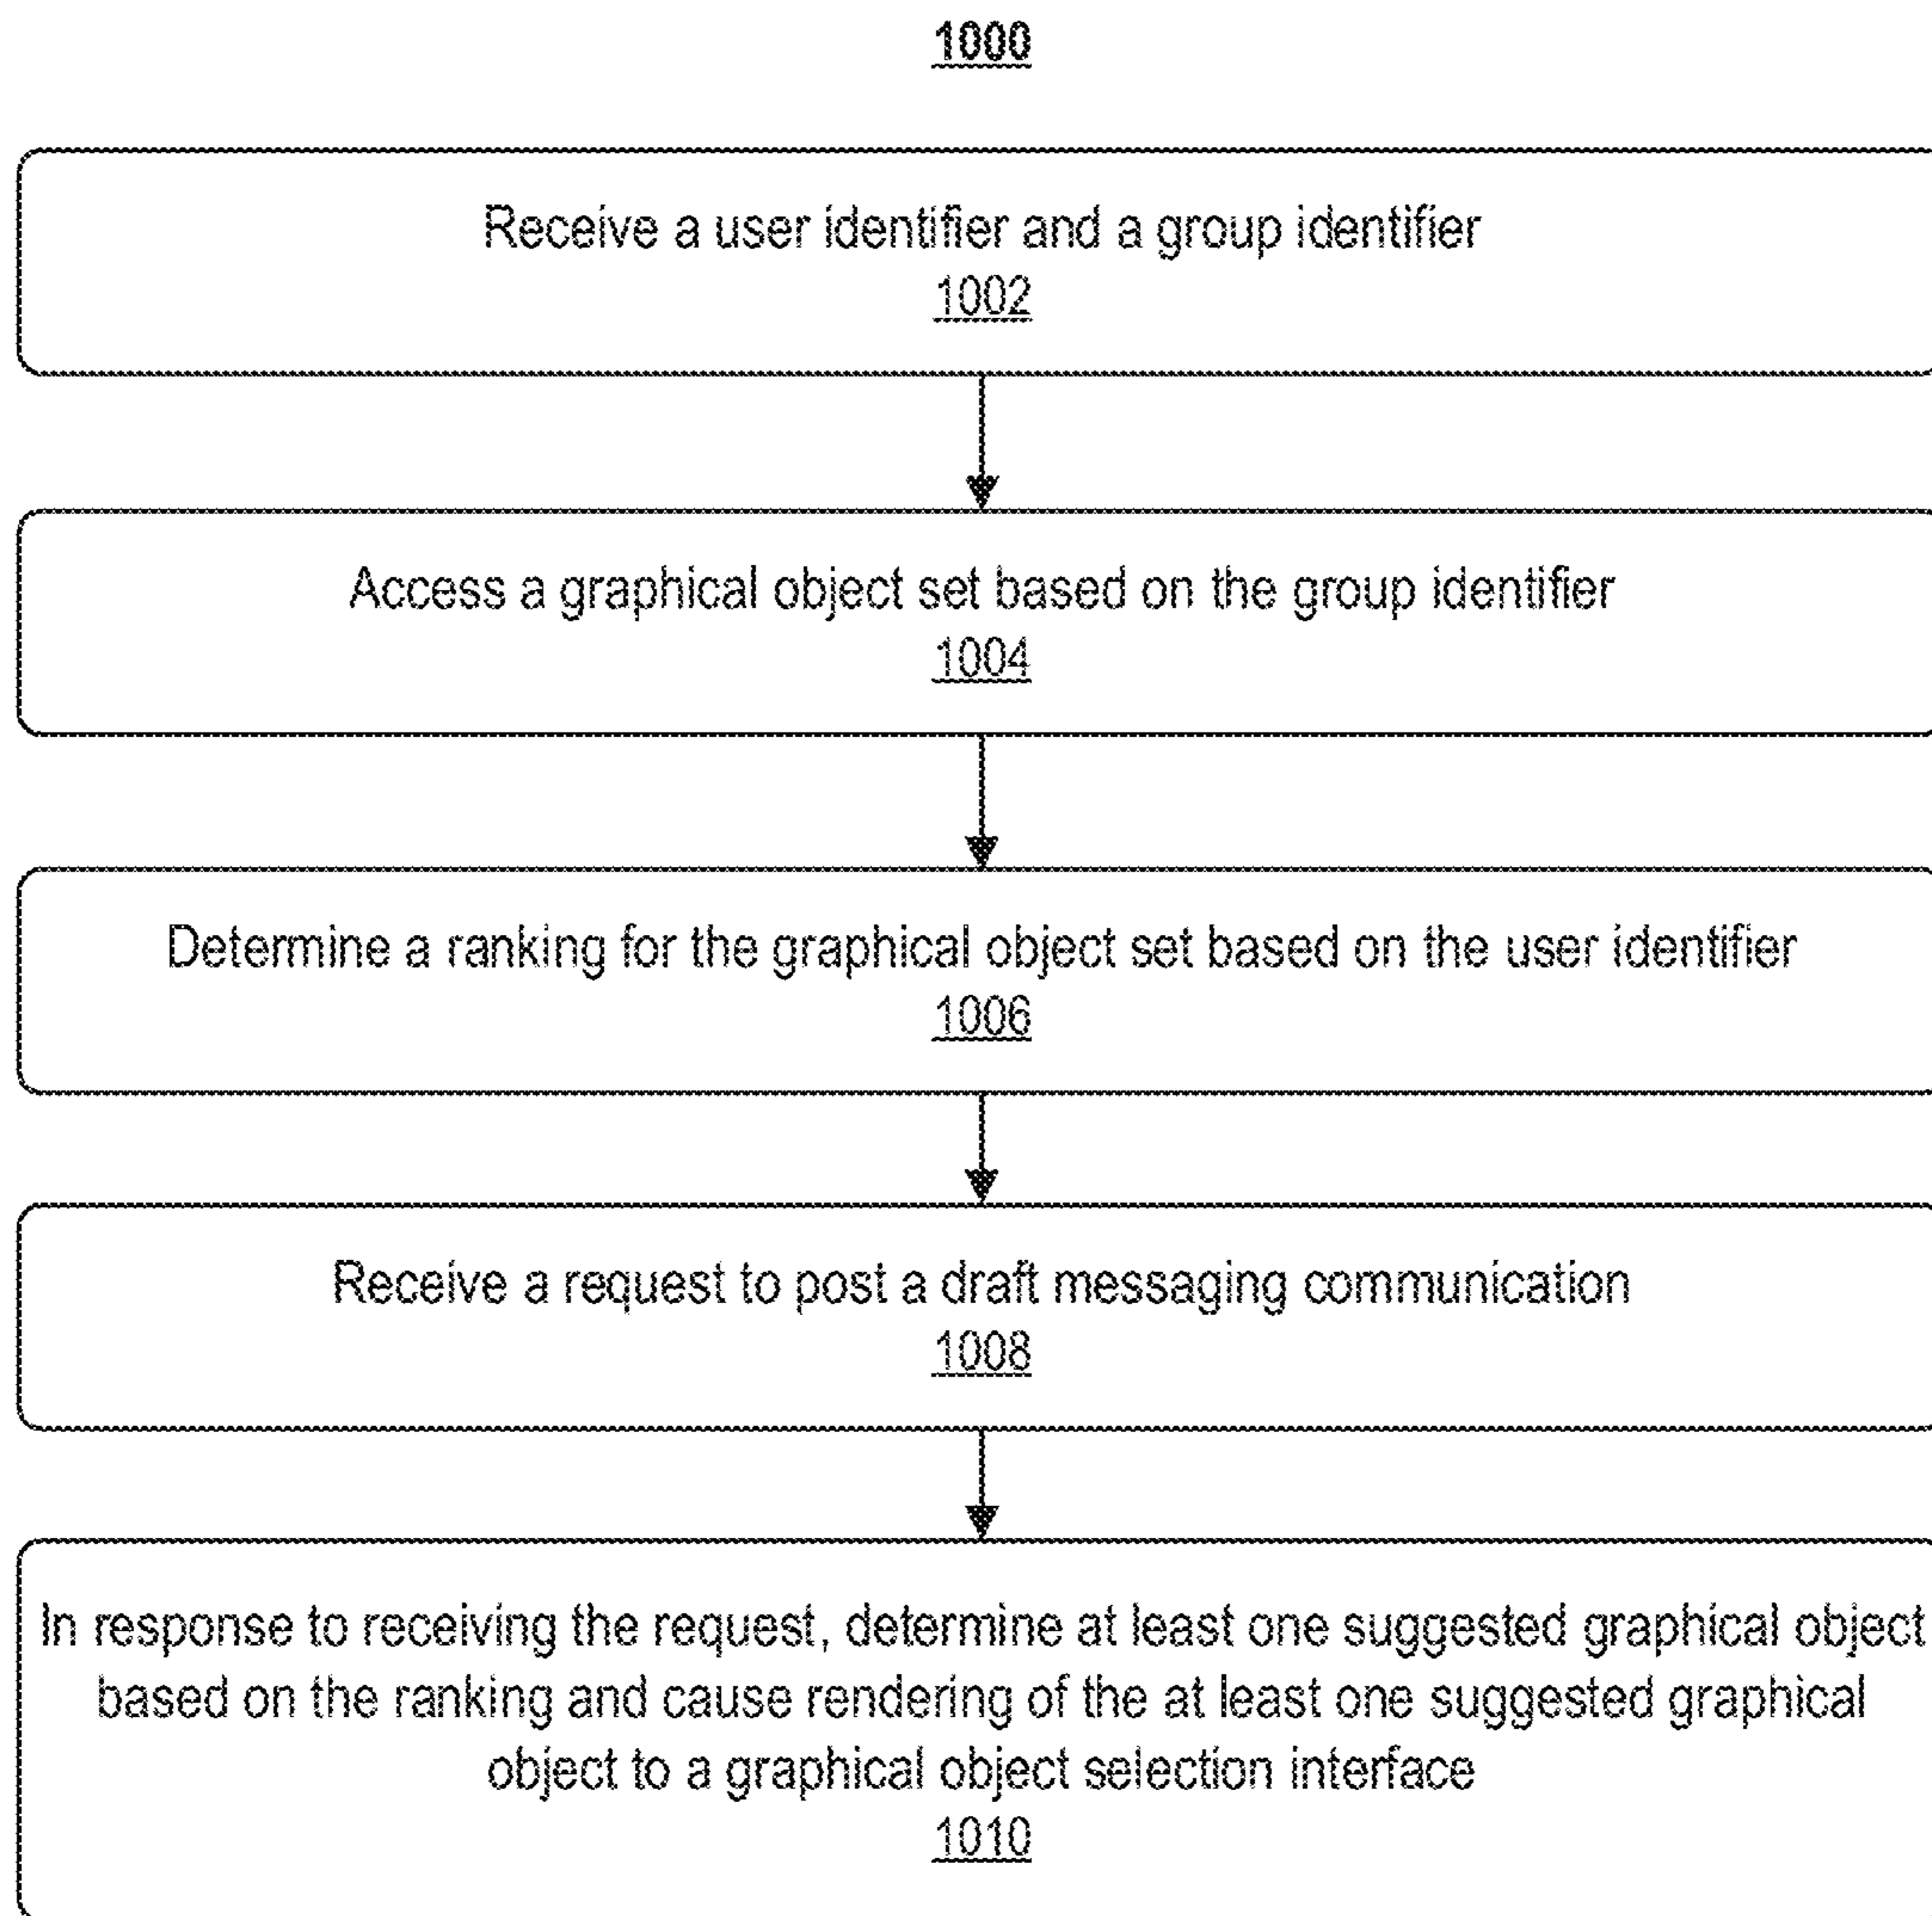 1000
Receive a user identifier and a group identifier
1002
Access a graphical object set based on the group identifier
1004
Determine a ranking for the graphical object set based on the user identifier
1006
Receive a request to post a draft messaging communication
1008
In response to receiving the request, determine at least one suggested graphical object
based on the ranking and cause rendering of the at least one suggested graphical
object to a graphical object selection interface
1010